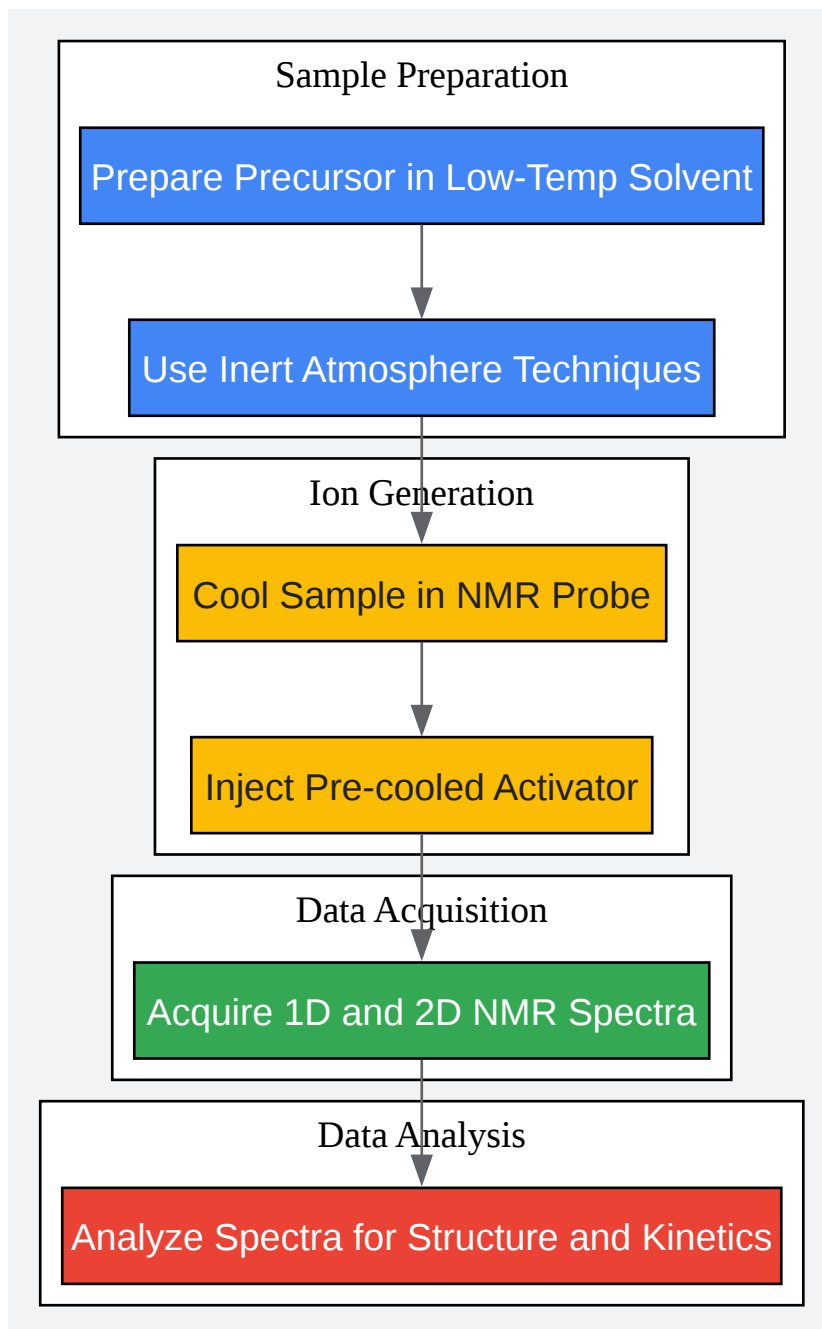 Sample Preparation
Prepare Precursor in Low-Temp Solvent
Use Inert Atmosphere Techniques
Ion Generation
Cool Sample in NMR Probe
Inject Pre-cooled Activator
Data Acquisition
Acquire 1D and 2D NMR Spectra
Data Analysis
Analyze Spectra for Structure and Kinetics